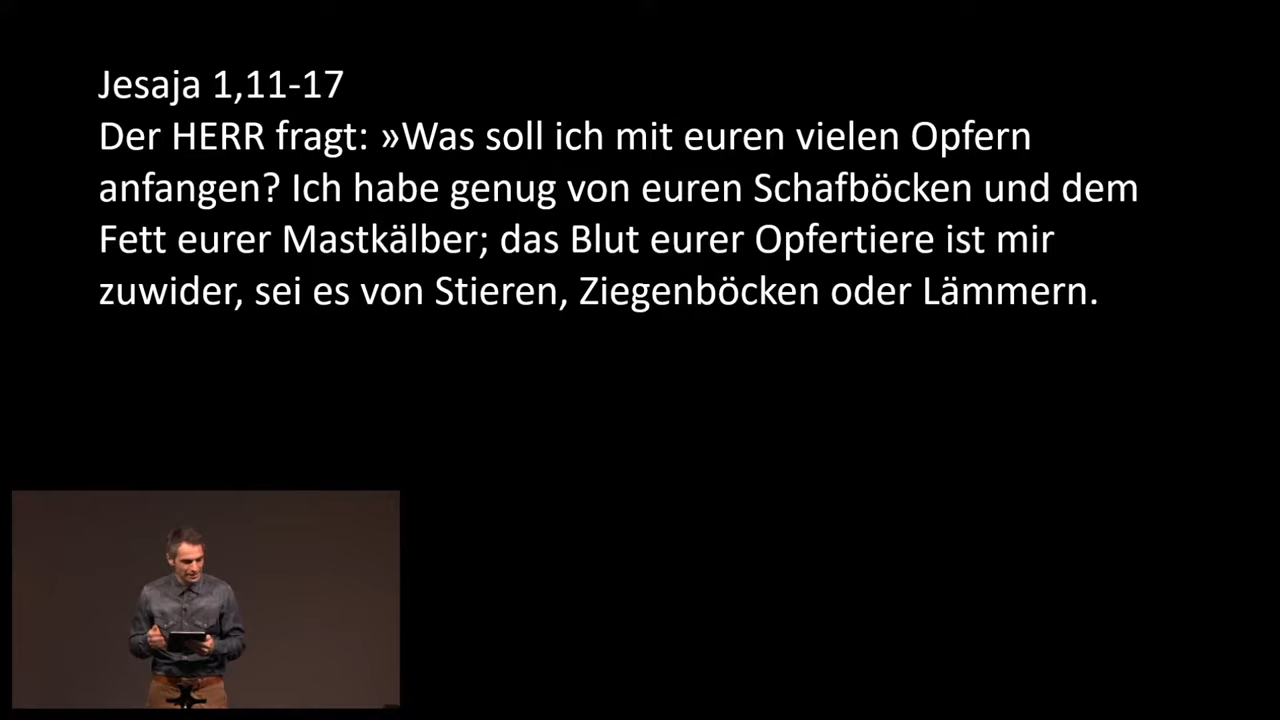 Jesaja 1,11-17
Der HERR fragt: »Was soll ich mit euren vielen Opfern
anfangen? Ich habe genug von euren Schafböcken und dem
Fett eurer Mastkälber; das Blut eurer Opfertiere ist mir
zuwider, sei es von Stieren, Ziegenböcken oder Lämmern.